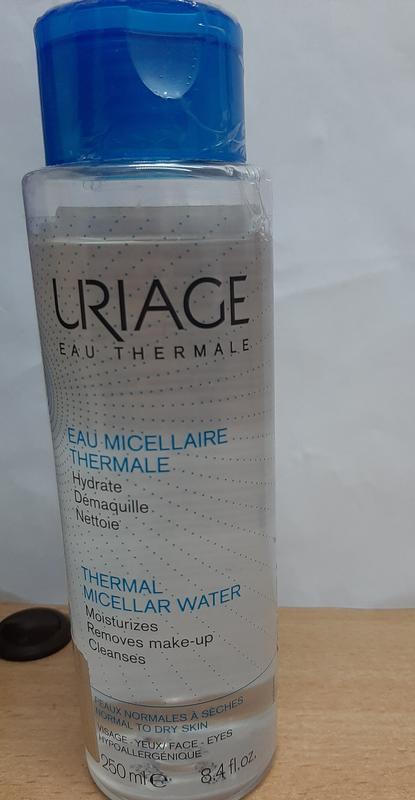 URIAGE
EAU THERMALE
EAU MICELLAIRE
THERMALE
Hydrate
Démaquille
Nettoie
THERMAL
MICELLAR WATER
Moisturizes
Removes make-up
Cleanses
PEAUX NORMALES À SÈCHES
NORMAL TO DRY SKIN
VISAGE - YEUX/ FACE - EYES
HYPOALLERGÉNIQUE
250 ml e 8.4 fl.oz.